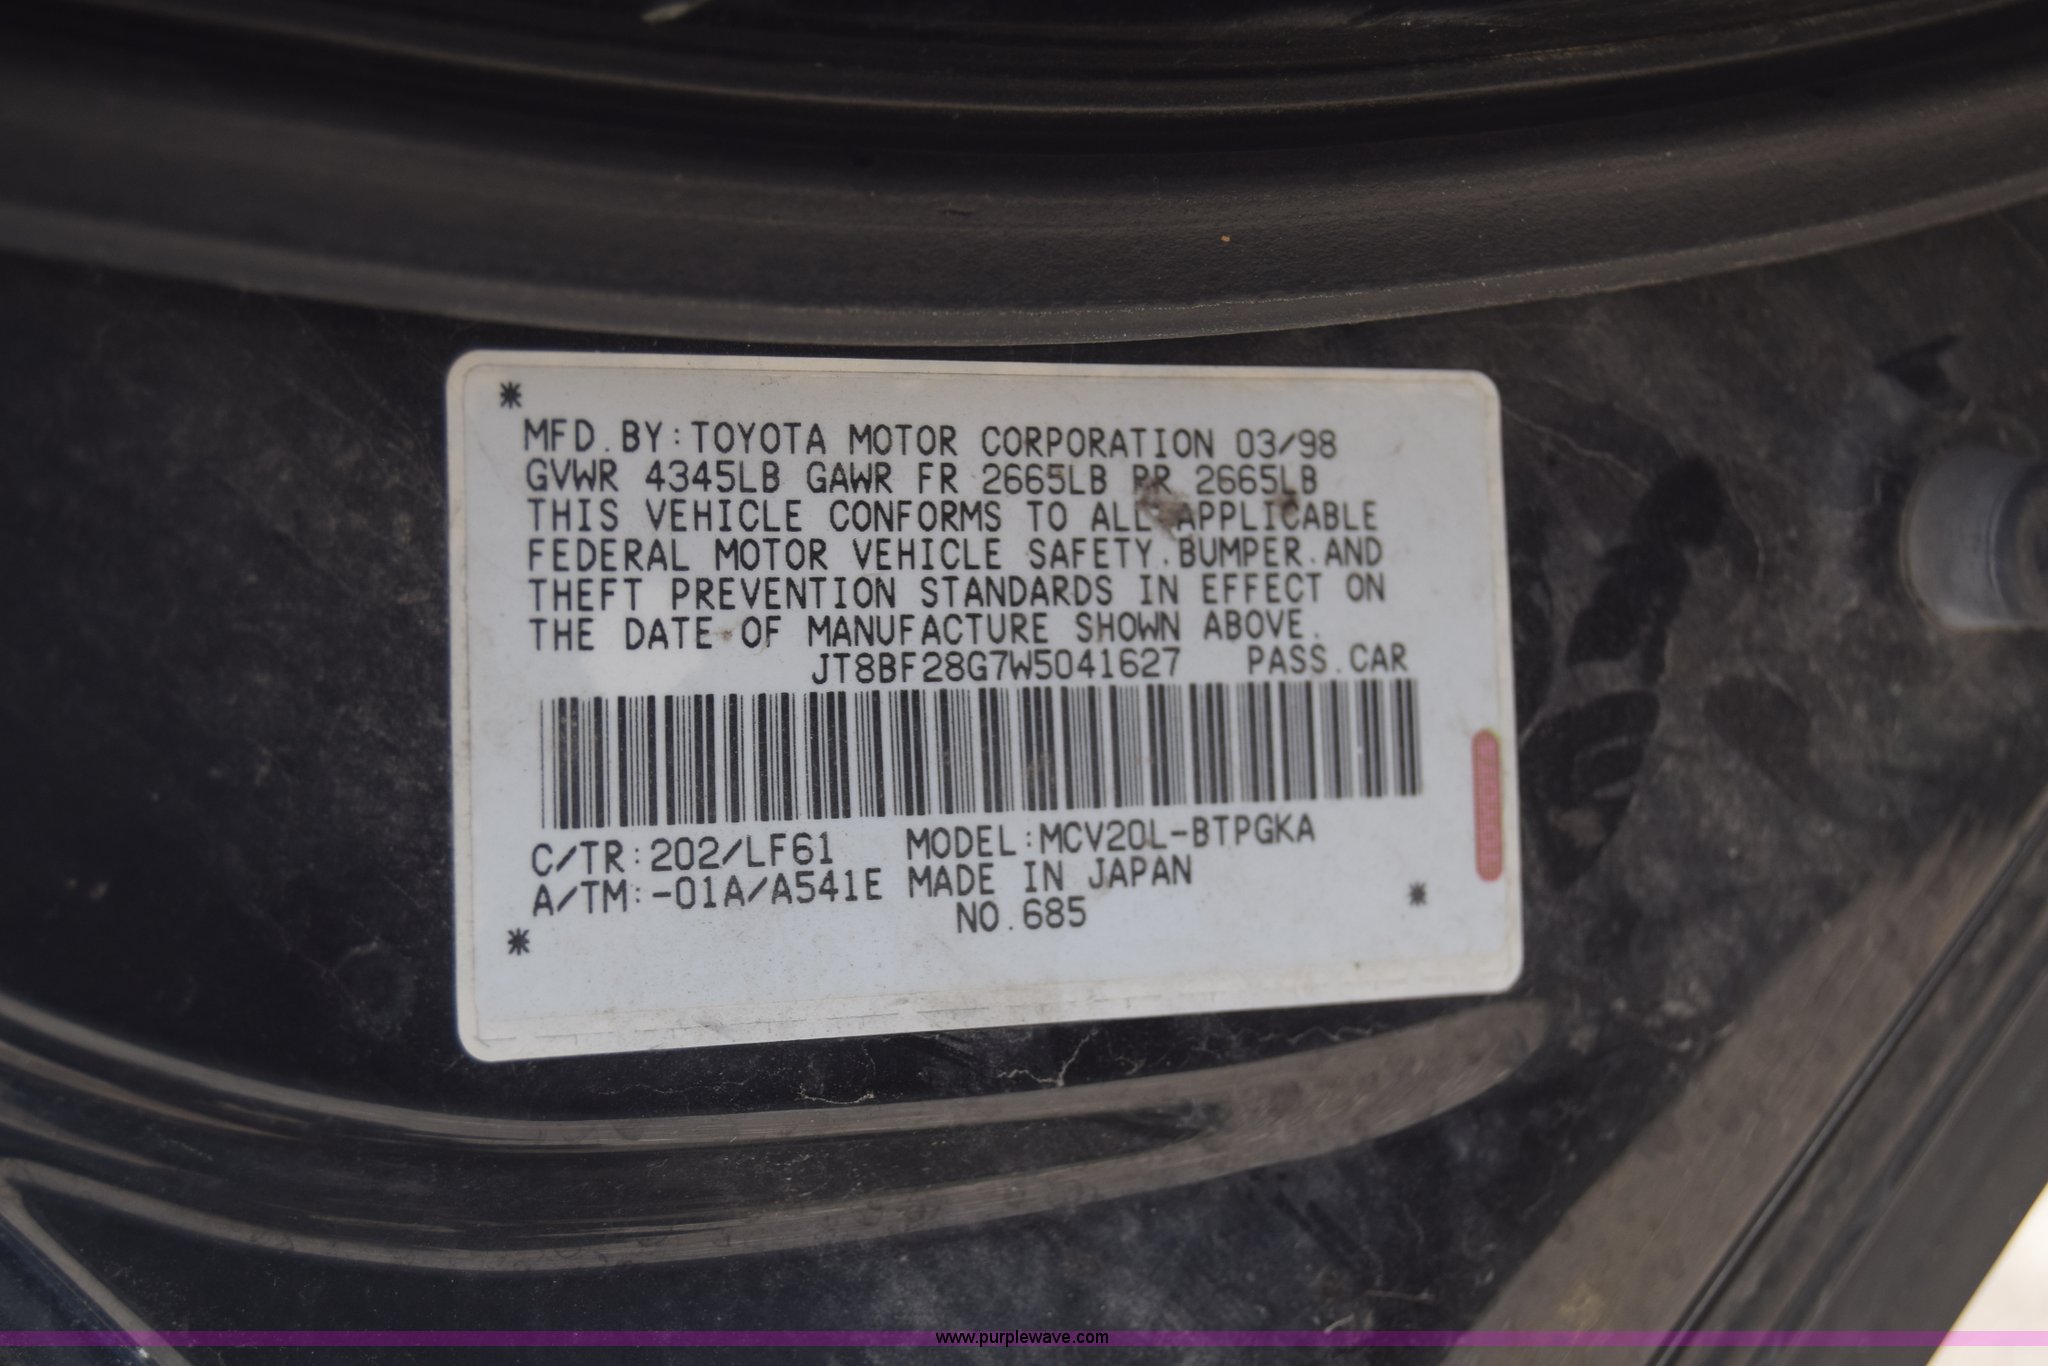 MFD.BY:TOYOTA MOTOR CORPORATION 03/98
GVWR 4345LB GAWR FR 2665LB RR 2665LB
THIS VEHICLE CONFORMS TO ALL APPLICABLE
FEDERAL MOTOR VEHICLE SAFETY.BUMPER.AND
THEFT PREVENTION STANDARDS IN EFFECT ON
THE DATE OF MANUFACTURE SHOWN ABOVE.
JT8BF28G7W5041627 PASS.CAR
C/TR:202/LF61 MODEL:MCV20L-BTPGKA
A/TM:-01A/A541E MADE IN JAPAN
NO.685
www.purplewave.com